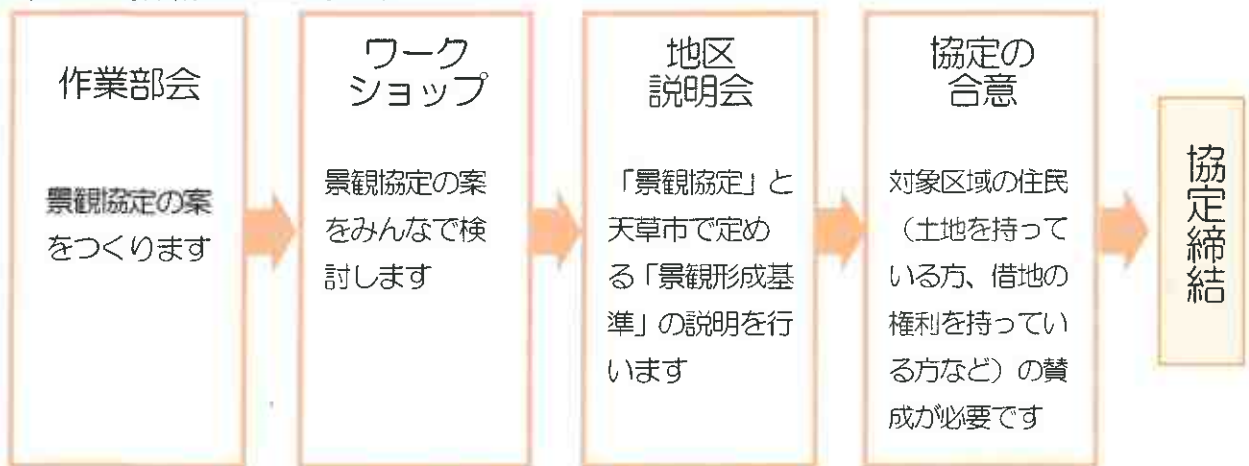 作業部会
景観協定の案
をつくります
ワーク
ショップ
景観協定の案
をみんなで検
討します
地区
説明会
「景観協定」と
天草市で定め
る「景観形成基
準」の説明を行
います
協定の
合意
対象区域の住民
(土地を持って
いる方、借地の
権利を持ってい
る方など)の賛
成が必要です
協定締結